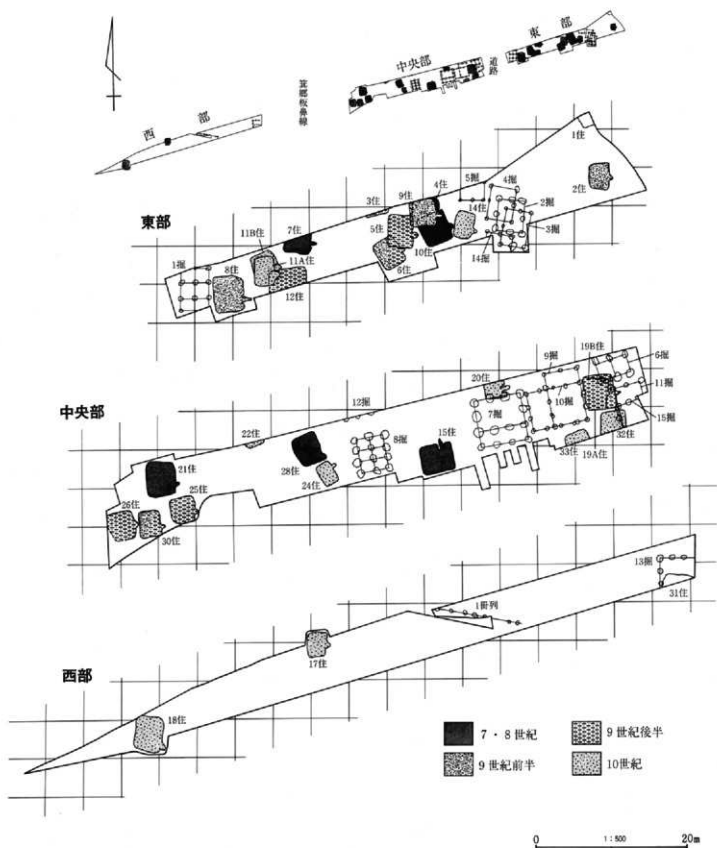 東部
中央部
道路
箕郷板鼻線
西部
1住
5掘
4掘
4住
3住
9住
2住
2掘
14住
東部
7住
11B住
5住
3掘
1掘
8住
11A住
10住
14掘
6住
12住
9掘
19B住
6掘
20住
12掘
11掘
中央部
7掘
10掘
22住
8掘
15住
15掘
21住
28住
32住
24住
33住
19A住
25住
26住
30住
13掘
1冊列
31住
17住
西部
18住
7・8世紀
9世紀後半
9世紀前半
10世紀
1:500
0
20m